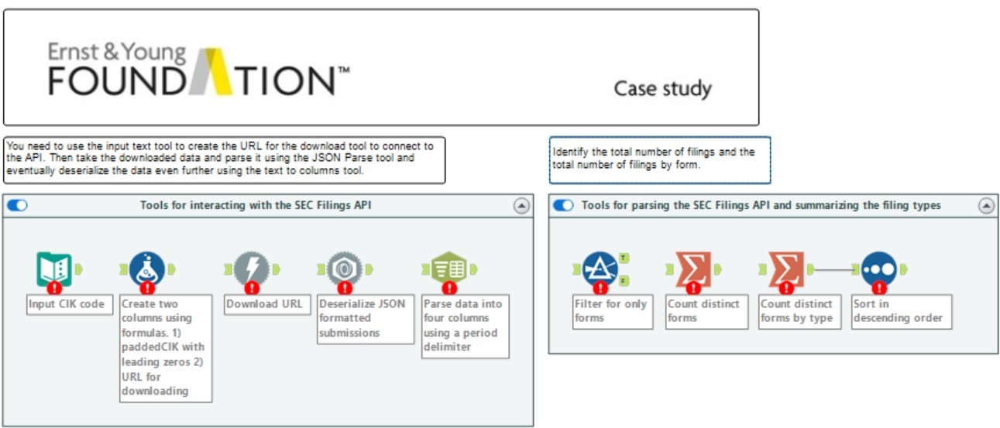 Ernst & Young
FOUNDATION™
Case study
You need to use the input text tool to create the URL for the download tool to connect to
the API. Then take the downloaded data and parse it using the JSON Parse tool and
eventually deserialize the data even further using the text to columns tool.
Identify the total number of filings and the
total number of filings by form.
Tools for interacting with the SEC Filings API
Input CIK code
Create two
columns using
formulas. 1)
paddedCIK with
leading zeros 2)
URL for
downloading
Download URL
Deserialize JSON
formatted
submissions
Parse data into
four columns
using a period
delimiter
Tools for parsing the SEC Filings API and summarizing the filing types
T
F
Filter for only
forms
Count distinct
forms
Count distinct
forms by type
Sort in
descending order